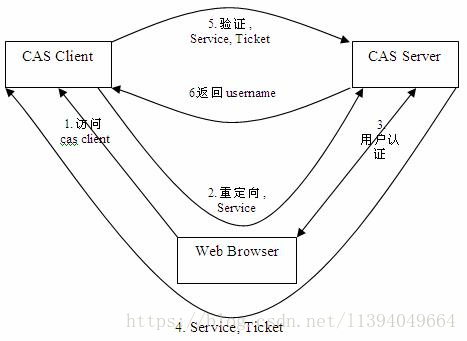 5. 验证,
Service, Ticket
CAS Client
CAS Server
6返回 username
1. 访问
cas client
3.
用户认
证
2. 重定向,
Service
Web Browser
https://blog.csdn.net/l1394049664
4. Service, Ticket